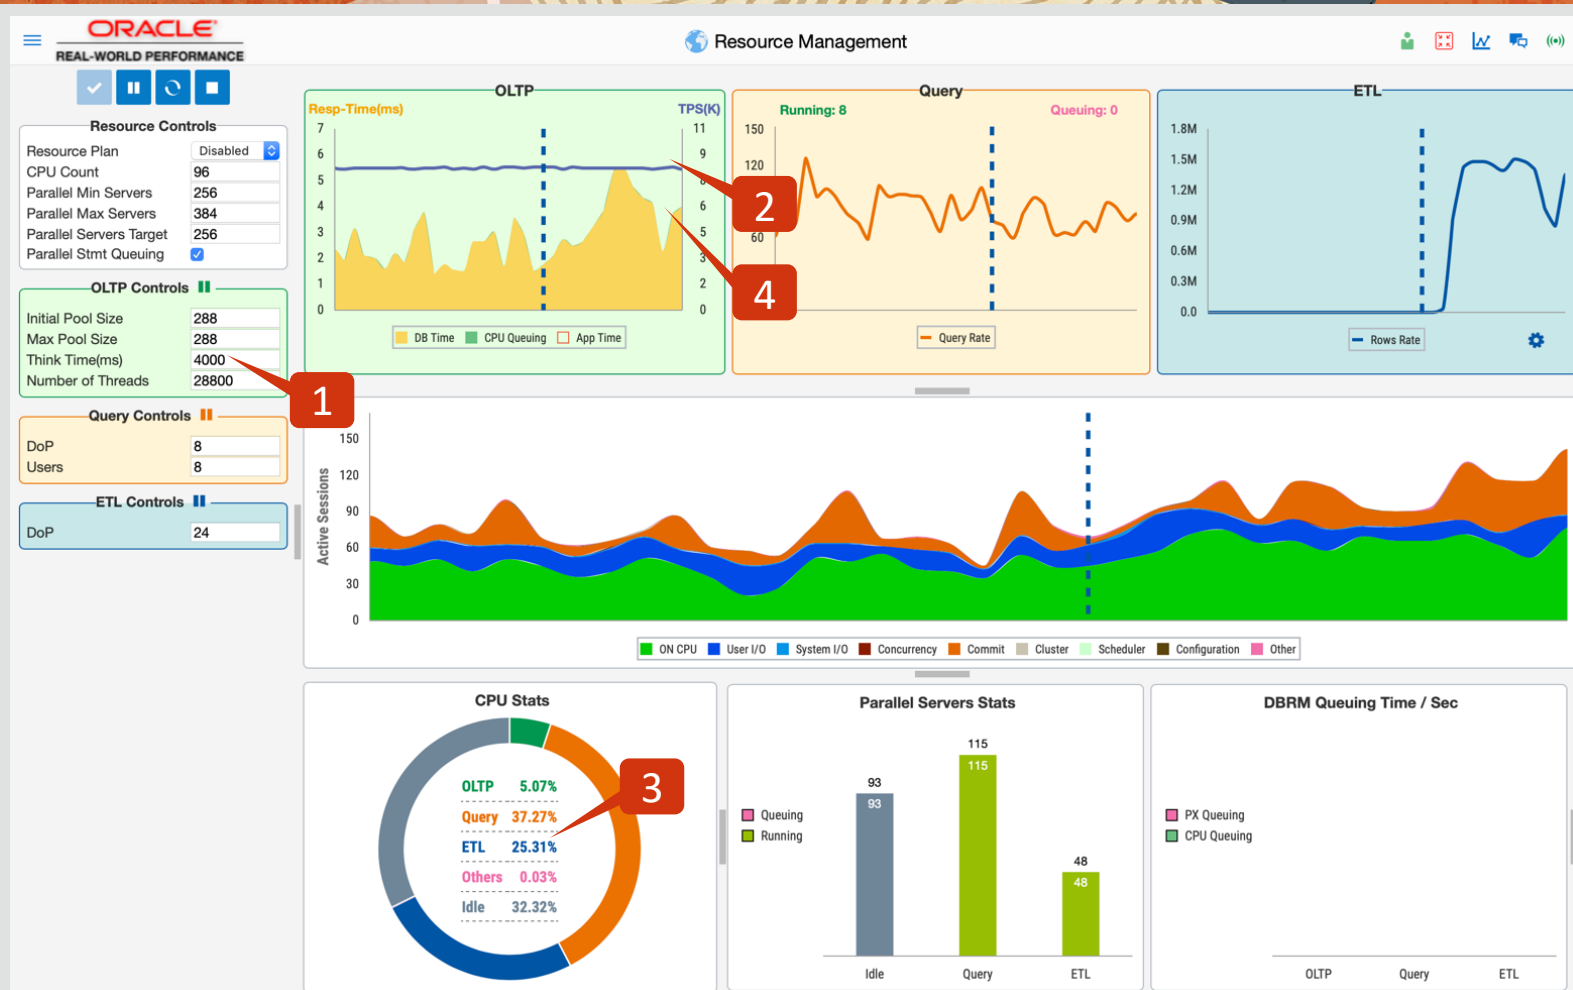 ORACLE
REAL-WORLD PERFORMANCE
Resource Management
Resource Controls
Resource Plan Disabled
CPU Count 96
Parallel Min Servers 256
Parallel Max Servers 384
Parallel Servers Target 256
Parallel Stmt Queuing
OLTP Controls
Initial Pool Size 288
Max Pool Size 288
Think Time(ms) 4000
Number of Threads 28800
1
Query Controls
DoP 8
Users 8
ETL Controls
DoP 24
OLTP
Resp-Time(ms) TPS(K)
7 11
6 9
5 8
4 6
3 5
2 3
1 2
0 0
2
4
DB Time CPU Queuing App Time
Query
Running: 8 Queuing: 0
150
120
60
Query Rate
ETL
1.8M
1.5M
1.2M
0.9M
0.6M
0.3M
0.0
Rows Rate
Active Sessions
150
120
90
60
30
0
ON CPU User I/O System I/O Concurrency Commit Cluster Scheduler Configuration Other
CPU Stats
OLTP 5.07%
Query 37.27%
ETL 25.31%
Others 0.03%
Idle 32.32%
3
Parallel Servers Stats
Queuing
Running
93
93
115
115
48
48
Idle Query ETL
DBRM Queuing Time / Sec
PX Queuing
CPU Queuing
OLTP Query ETL